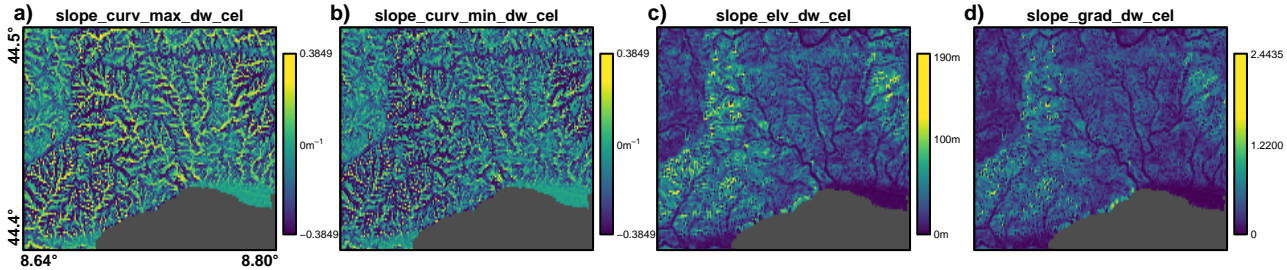 a) slope_curv_max_dw_cel
b) slope_curv_min_dw_cel
c) slope_elv_dw_cel
d) slope_grad_dw_cel
44.5°
44.4°
8.64°
8.80°
0.3849
0m⁻¹
−0.3849
0.3849
0m⁻¹
−0.3849
190m
100m
0m
2.4435
1.2200
0